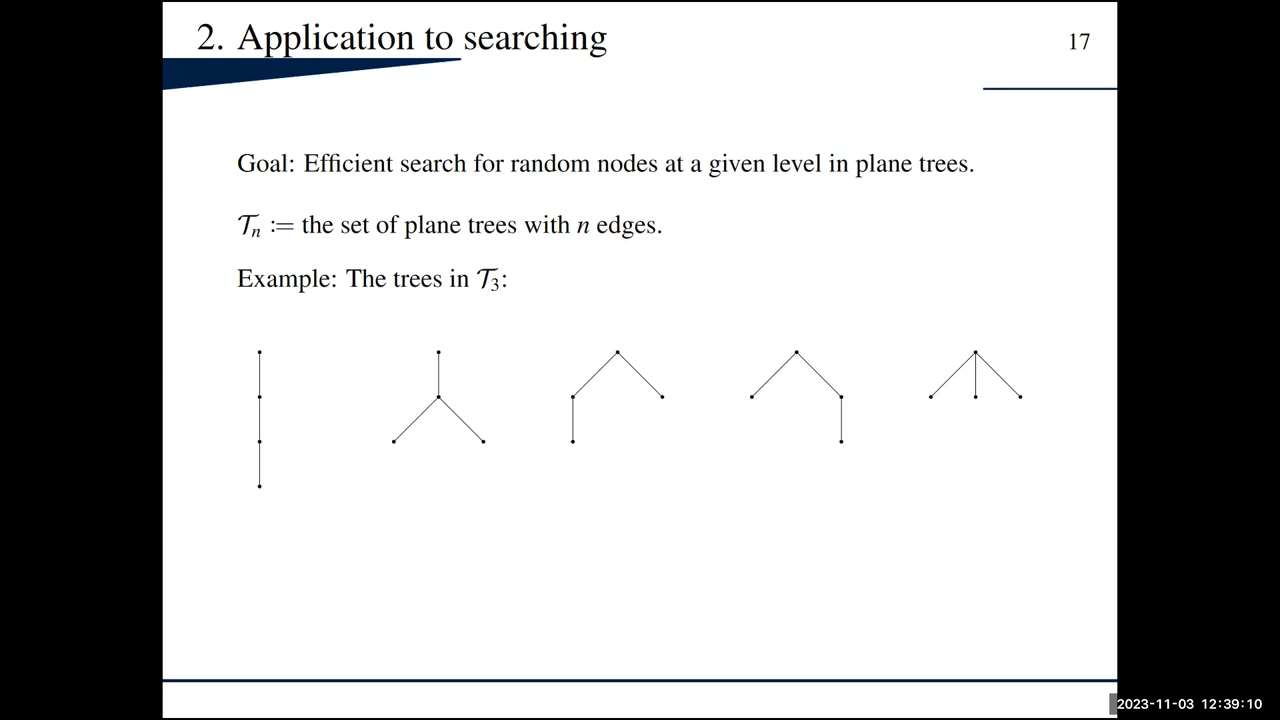 2. Application to searching
17
Goal: Efficient search for random nodes at a given level in plane trees.
𝒯ₙ := the set of plane trees with n edges.
Example: The trees in 𝒯₃:
2023-11-03 12:39:10